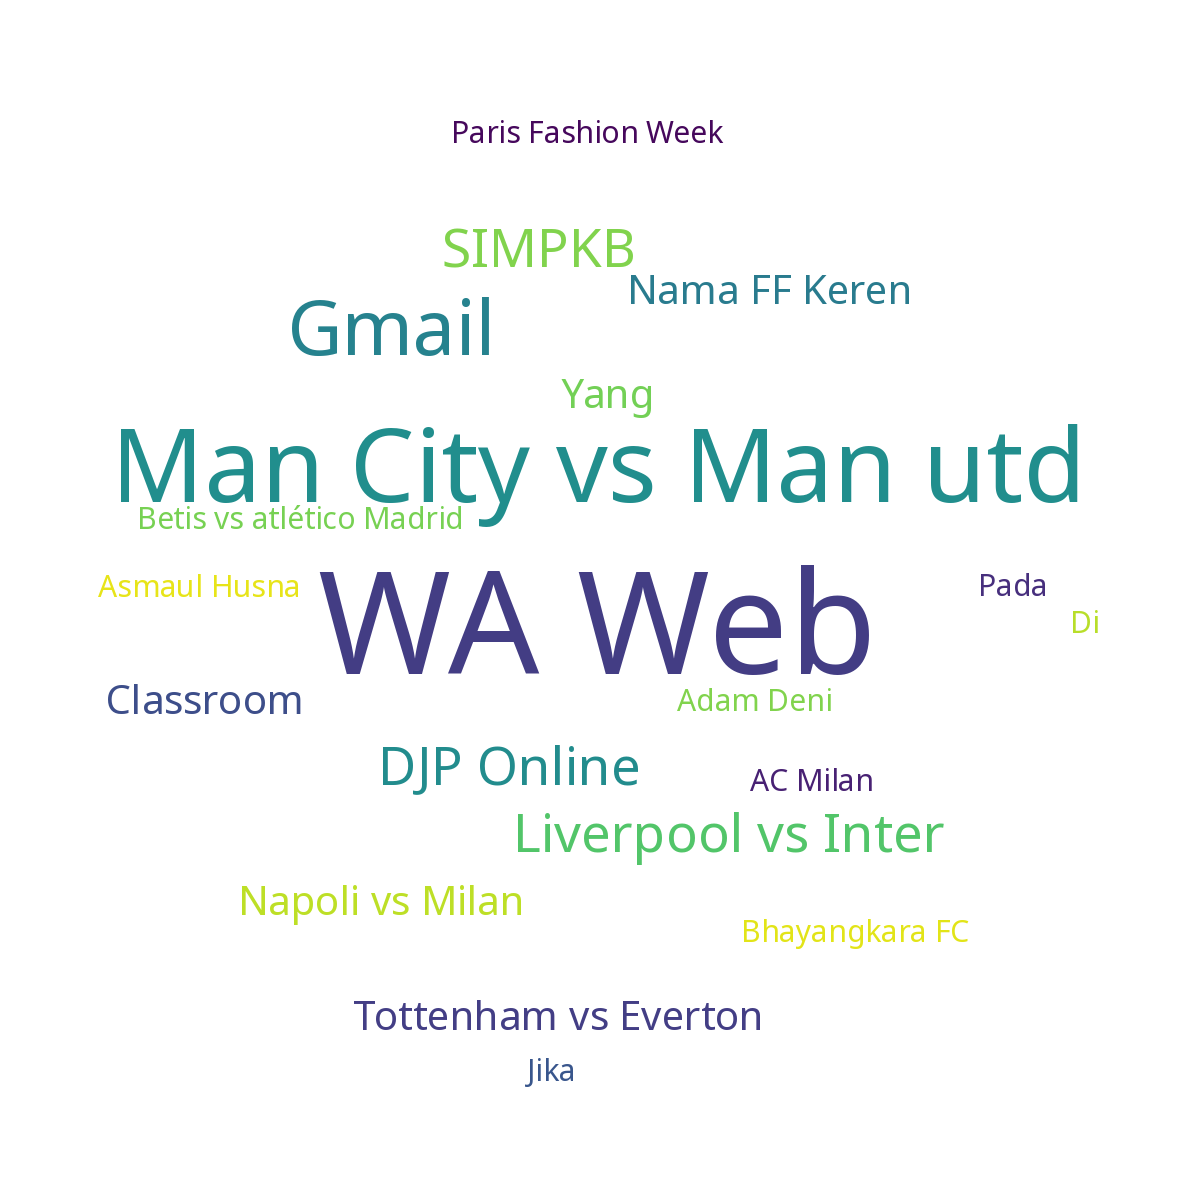 Paris Fashion Week
SIMPKB
Nama FF Keren
Gmail
Yang
Man City vs Man utd
Betis vs atlético Madrid
Asmaul Husna
WA Web
Pada
Di
Classroom
Adam Deni
DJP Online
AC Milan
Liverpool vs Inter
Napoli vs Milan
Bhayangkara FC
Tottenham vs Everton
Jika